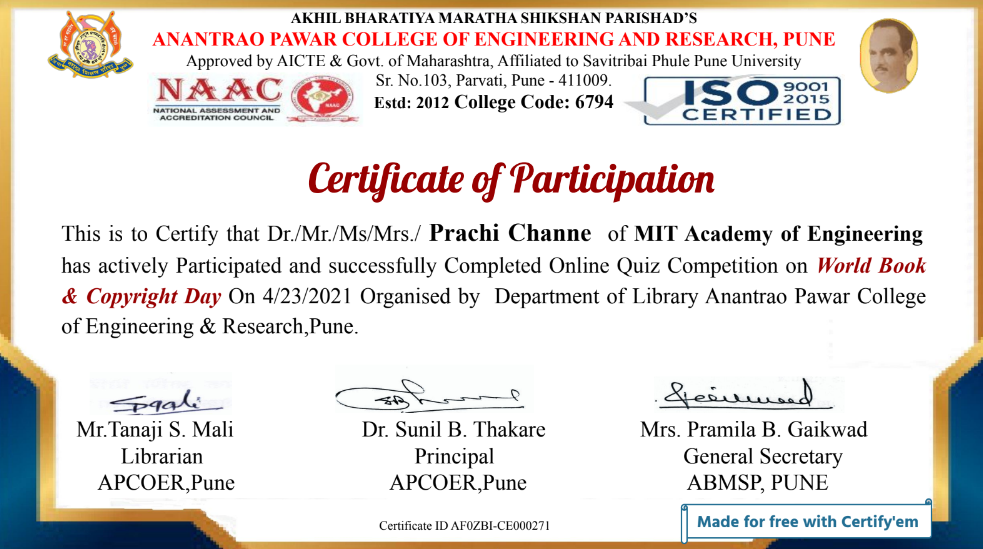 AKHIL BHARATIYA MARATHA SHIKSHAN PARISHAD'S
ANANTRAO PAWAR COLLEGE OF ENGINEERING AND RESEARCH, PUNE
Approved by AICTE & Govt. of Maharashtra, Affiliated to Savitribai Phule Pune University
Sr. No.103, Parvati, Pune - 411009.
Estd: 2012 College Code: 6794
NAAC
NATIONAL ASSESSMENT AND
ACCREDITATION COUNCIL
NAAC
ISO 9001
2015
CERTIFIED
Certificate of Participation
This is to Certify that Dr./Mr./Ms/Mrs./ Prachi Channe of MIT Academy of Engineering
has actively Participated and successfully Completed Online Quiz Competition on World Book
& Copyright Day On 4/23/2021 Organised by Department of Library Anantrao Pawar College
of Engineering & Research,Pune.
Mr.Tanaji S. Mali
Librarian
APCOER,Pune
Dr. Sunil B. Thakare
Principal
APCOER,Pune
Mrs. Pramila B. Gaikwad
General Secretary
ABMSP, PUNE
Certificate ID AF0ZBI-CE000271
Made for free with Certify'em